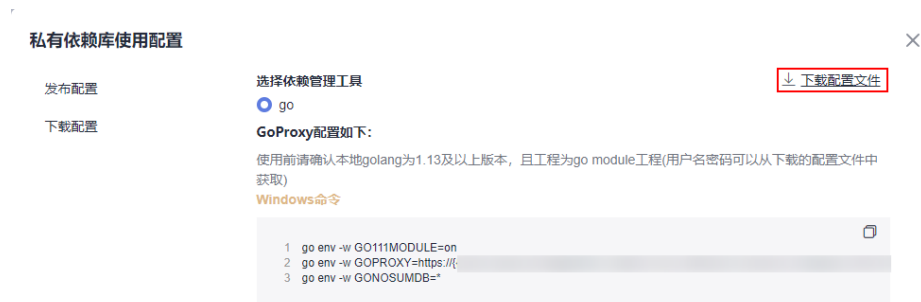 私有依赖库使用配置
发布配置
下载配置
选择依赖管理工具
下载配置文件
go
GoProxy配置如下：
使用前请确认本地golang为1.13及以上版本，且工程为go module工程(用户名密码可以从下载的配置文件中
获取)
Windows命令
1 go env -w GO111MODULE=on
2 go env -w GOPROXY=https://{
3 go env -w GONOSUMDB=*